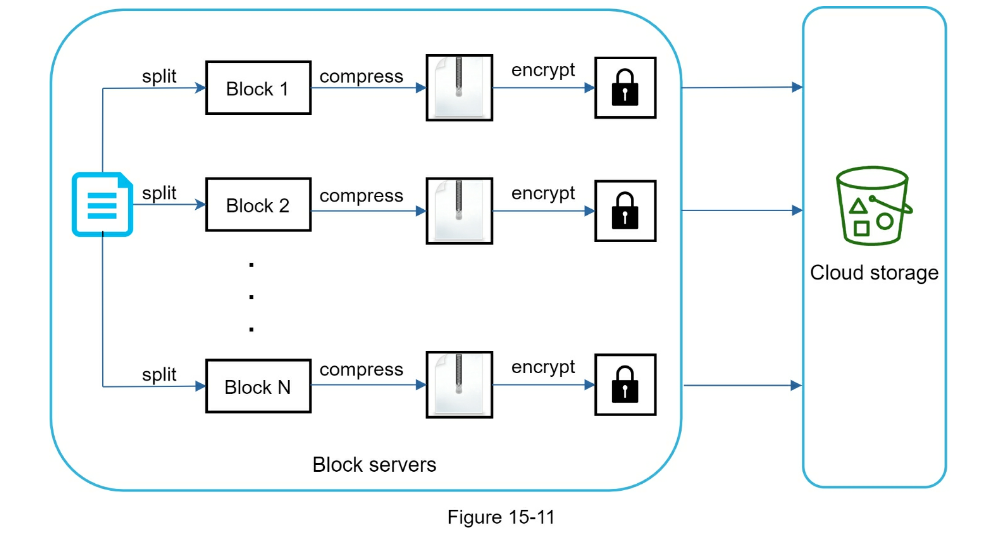 split
Block 1
compress
encrypt
split
Block 2
compress
encrypt
.
.
.
split
Block N
compress
encrypt
Cloud storage
Block servers
Figure 15-11